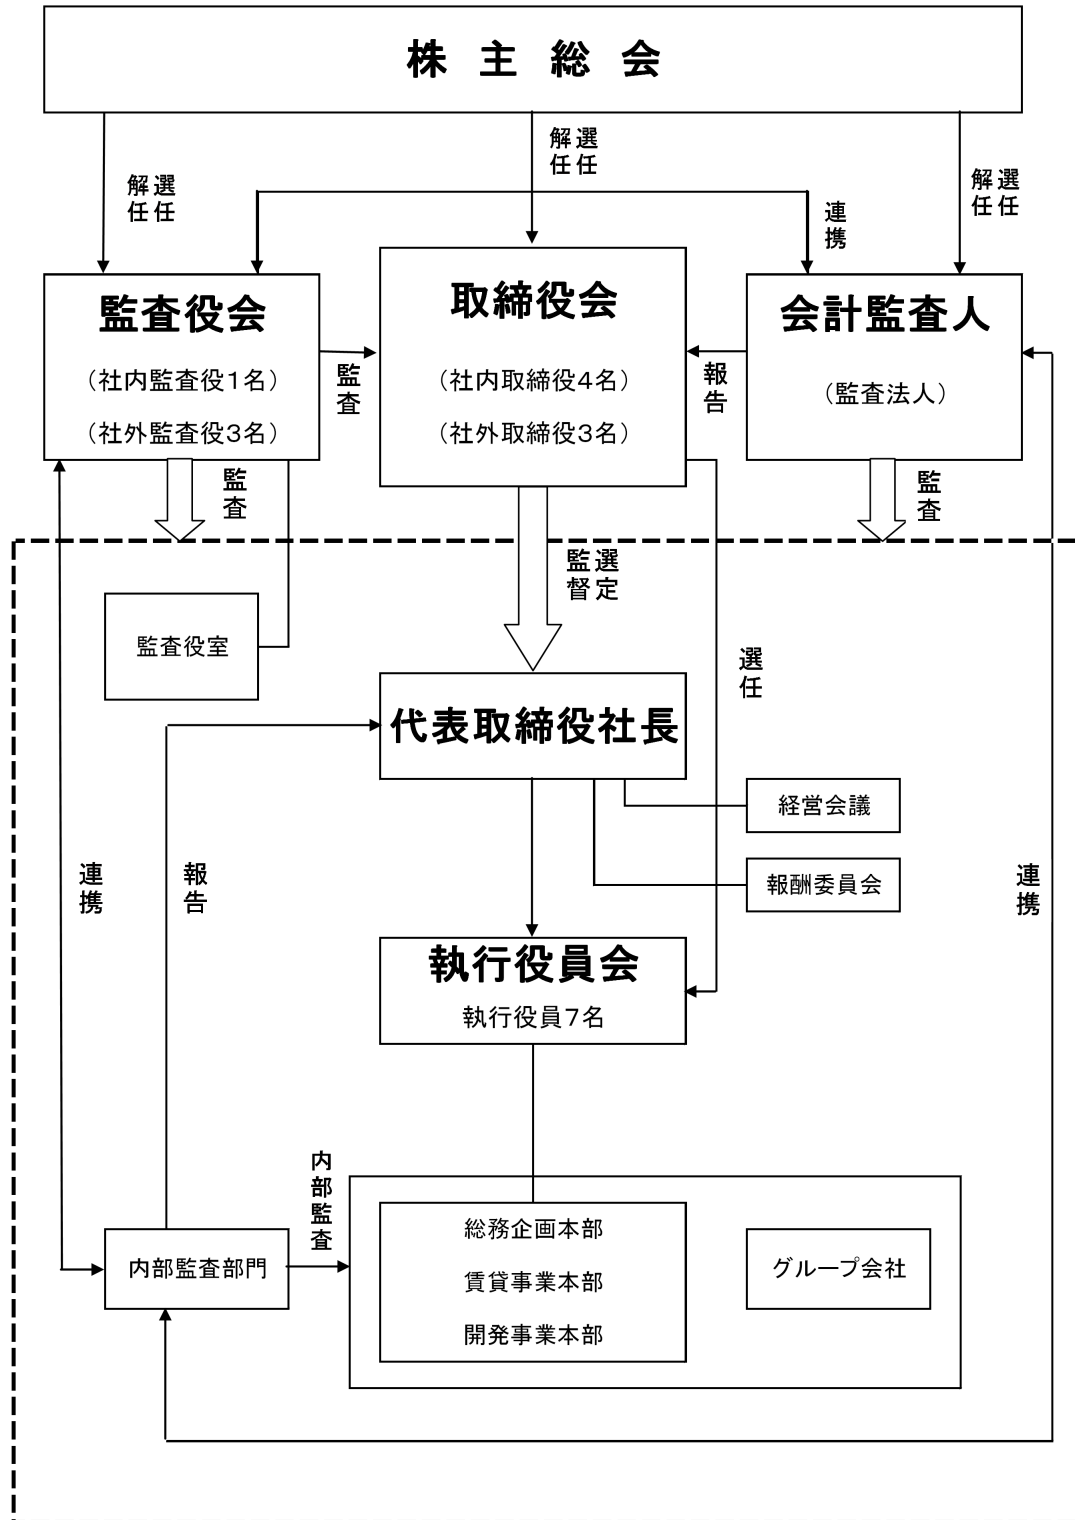 株主総会
解選
任任
解選
任任
解選
任任
連携
監査役会
（社内監査役1名）
（社外監査役3名）
監査
取締役会
（社内取締役4名）
（社外取締役3名）
報告
会計監査人
（監査法人）
監査
監査
監選
督定
監査役室
選任
代表取締役社長
経営会議
報酬委員会
連携
報告
連携
執行役員会
執行役員7名
内部監査
内部監査部門
総務企画本部
賃貸事業本部
開発事業本部
グループ会社